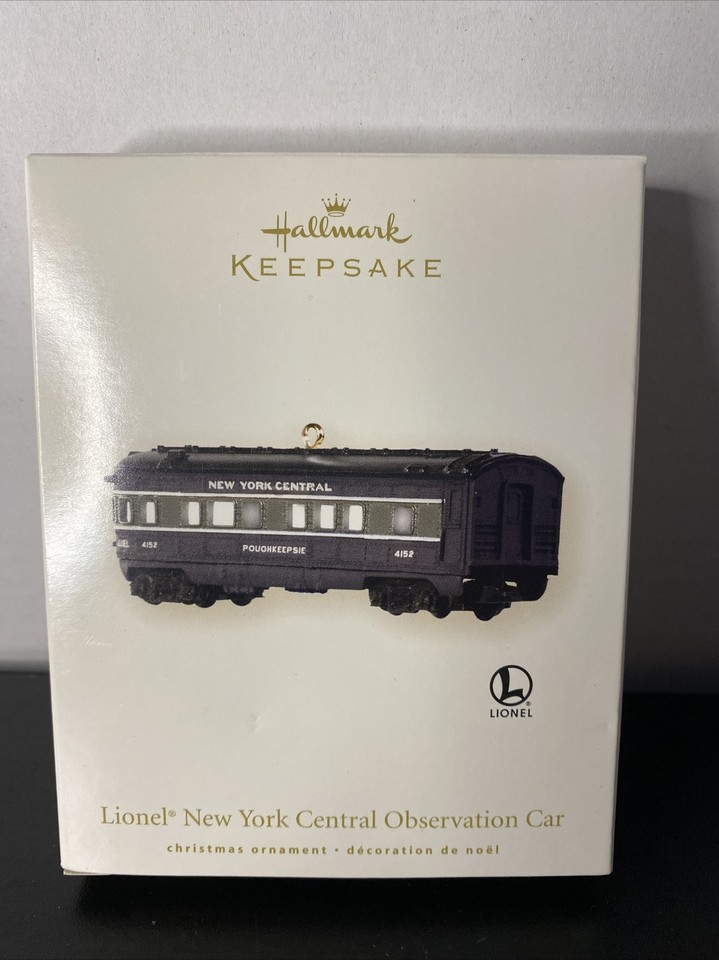 Hallmark
KEEPSAKE
NEW YORK CENTRAL
4152
POUGHKEEPSIE
4152
L
®
LIONEL
Lionel® New York Central Observation Car
christmas ornament • décoration de noël